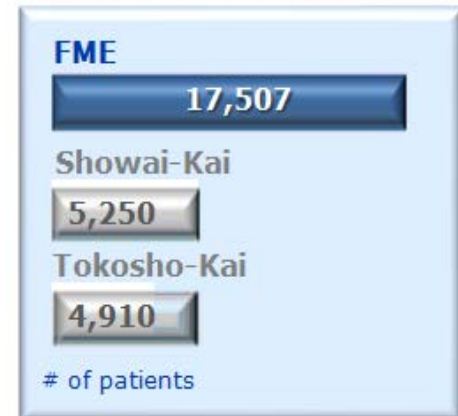 FME
17,507
Showai-Kai
5,250
Tokosho-Kai
4,910
# of patients